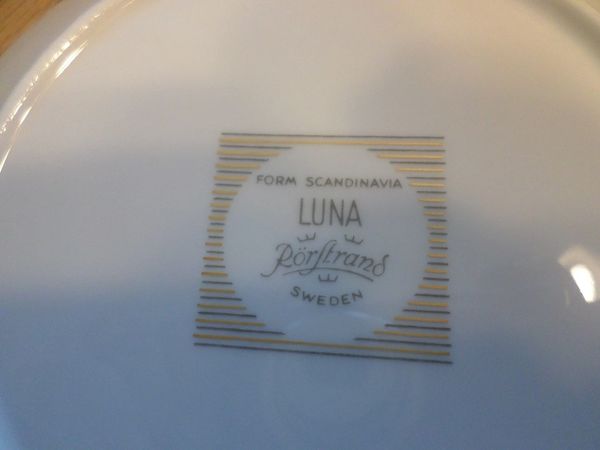 FORM SCANDINAVIA
LUNA
Rörstrand
SWEDEN